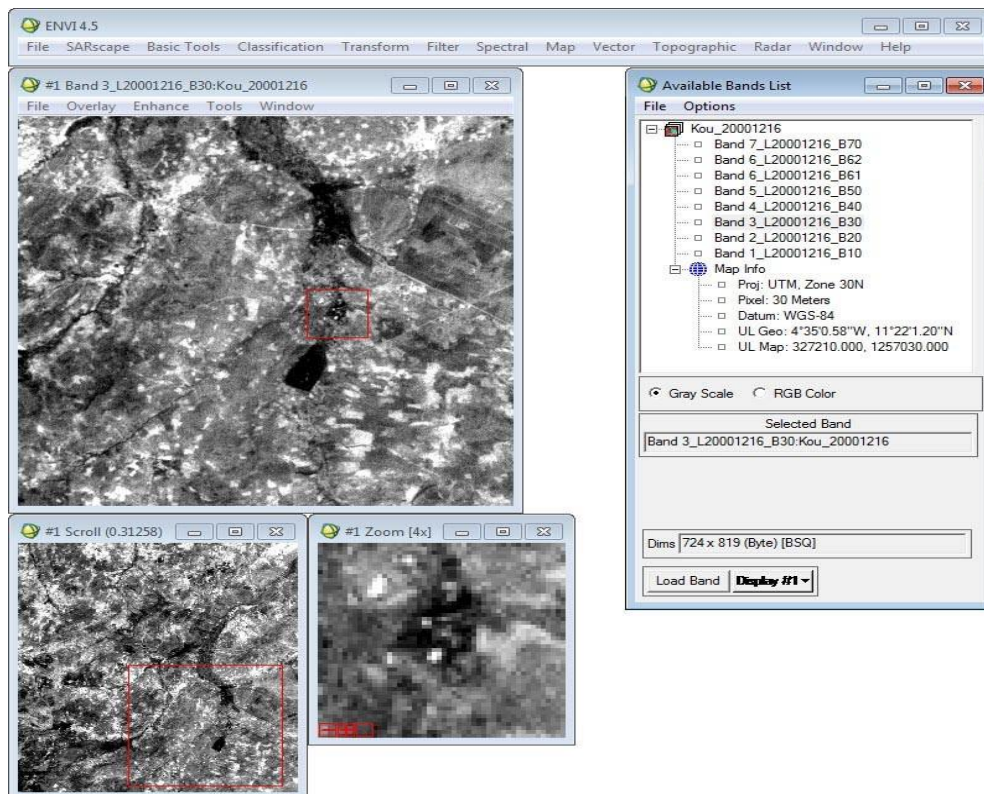 ENVI 4.5
File SARscape Basic Tools Classification Transform Filter Spectral Map Vector Topographic Radar Window Help
#1 Band 3_L20001216_B30:Kou_20001216
File Overlay Enhance Tools Window
Available Bands List
File Options
Kou_20001216
Band 7_L20001216_B70
Band 6_L20001216_B62
Band 6_L20001216_B61
Band 5_L20001216_B50
Band 4_L20001216_B40
Band 3_L20001216_B30
Band 2_L20001216_B20
Band 1_L20001216_B10
Map Info
Proj: UTM, Zone 30N
Pixel: 30 Meters
Datum: WGS-84
UL Geo: 4°35'0.58"W, 11°22'1.20"N
UL Map: 327210.000, 1257030.000
Gray Scale RGB Color
Selected Band
Band 3_L20001216_B30:Kou_20001216
Dims 724 x 819 (Byte) [BSQ]
Load Band Display #1
#1 Scroll (0.31258)
#1 Zoom [4x]